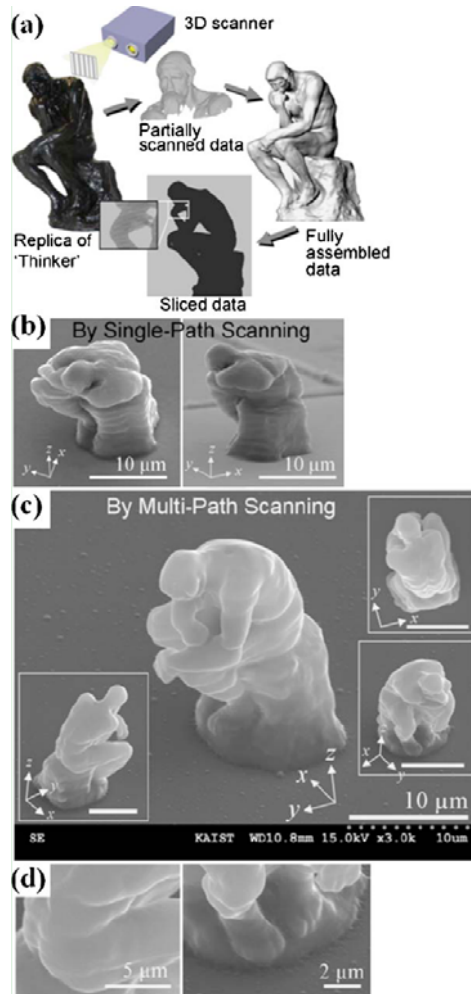 (a)
3D scanner
Partially
scanned data
Replica of
'Thinker'
Fully
assembled
data
Sliced data
(b)
By Single-Path Scanning
z
x
y
10 μm
z
x
y
10 μm
(c)
By Multi-Path Scanning
y
x
z
y
x
x
z
y
z
x
y
10 μm
SE KAIST WD10.8mm 15.0kV x3.0k 10um
(d)
5 μm
2 μm